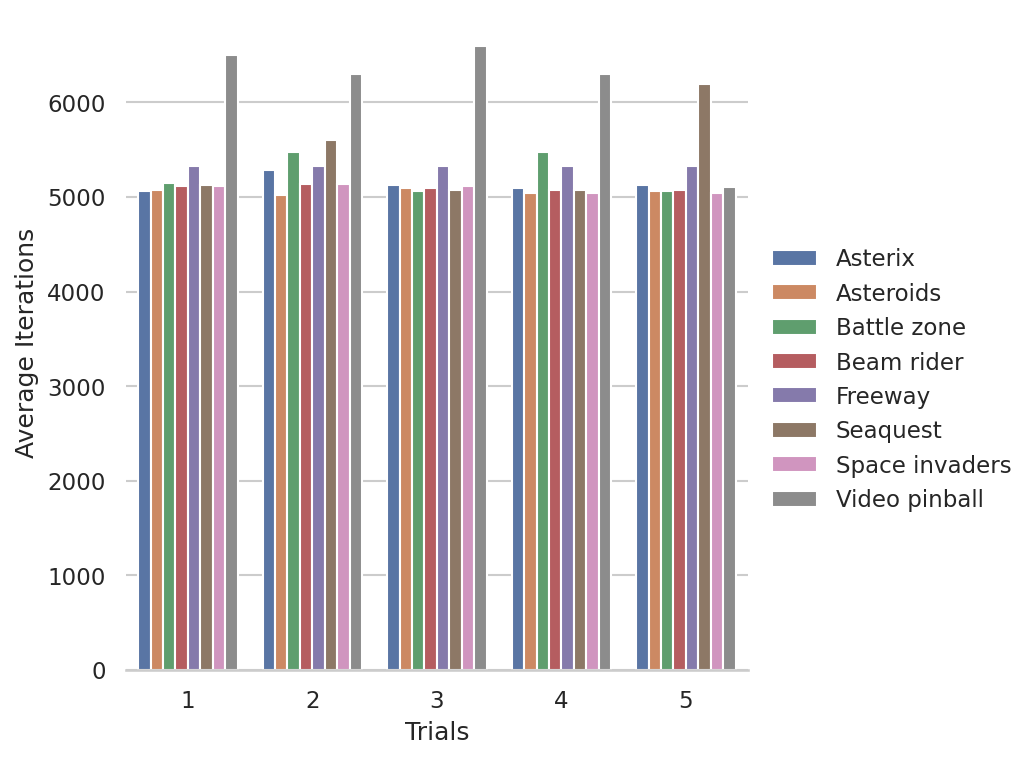 6000
5000
4000
3000
2000
1000
0
Average Iterations
1 2 3 4 5
Trials
Asterix
Asteroids
Battle zone
Beam rider
Freeway
Seaquest
Space invaders
Video pinball